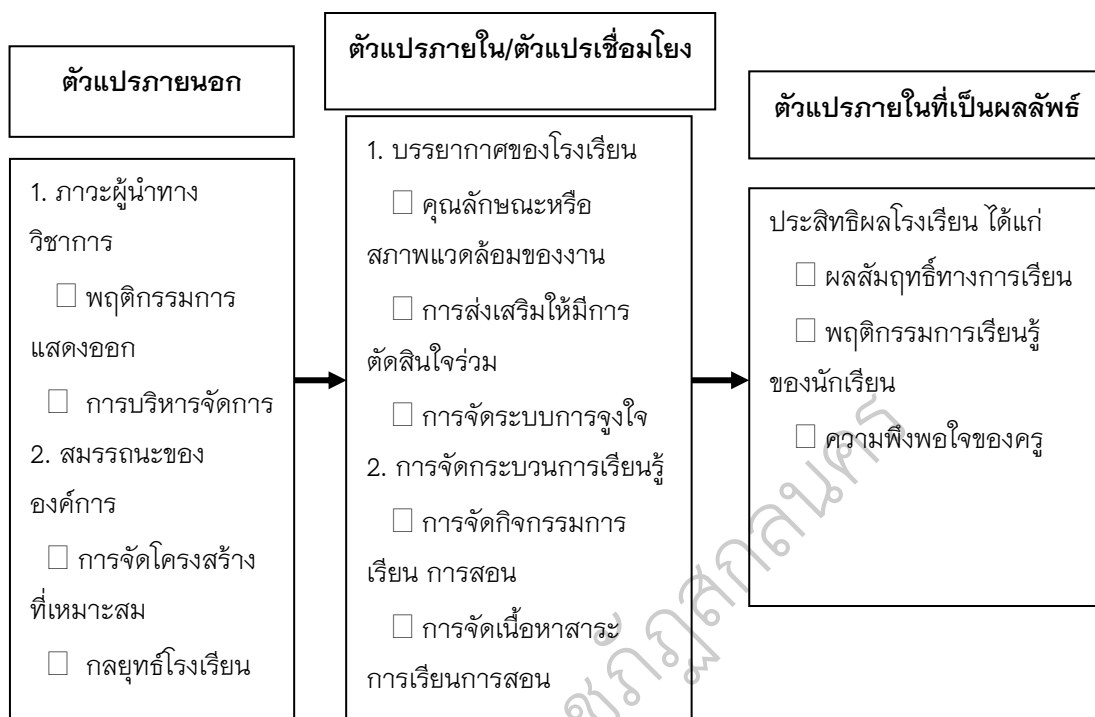 ตัวแปรภายนอก
1. ภาวะผู้นำทาง
วิชาการ
พฤติกรรมการ
แสดงออก
การบริหารจัดการ
2. สมรรถนะของ
องค์การ
การจัดโครงสร้าง
ที่เหมาะสม
กลยุทธ์โรงเรียน
ตัวแปรภายใน/ตัวแปรเชื่อมโยง
1. บรรยากาศของโรงเรียน
คุณลักษณะหรือ
สภาพแวดล้อมของงาน
การส่งเสริมให้มีการ
ตัดสินใจร่วม
การจัดระบบการจูงใจ
2. การจัดกระบวนการเรียนรู้
การจัดกิจกรรมการ
เรียน การสอน
การจัดเนื้อหาสาระ
การเรียนการสอน
ตัวแปรภายในที่เป็นผลลัพธ์
ประสิทธิผลโรงเรียน ได้แก่
ผลสัมฤทธิ์ทางการเรียน
พฤติกรรมการเรียนรู้
ของนักเรียน
ความพึงพอใจของครู